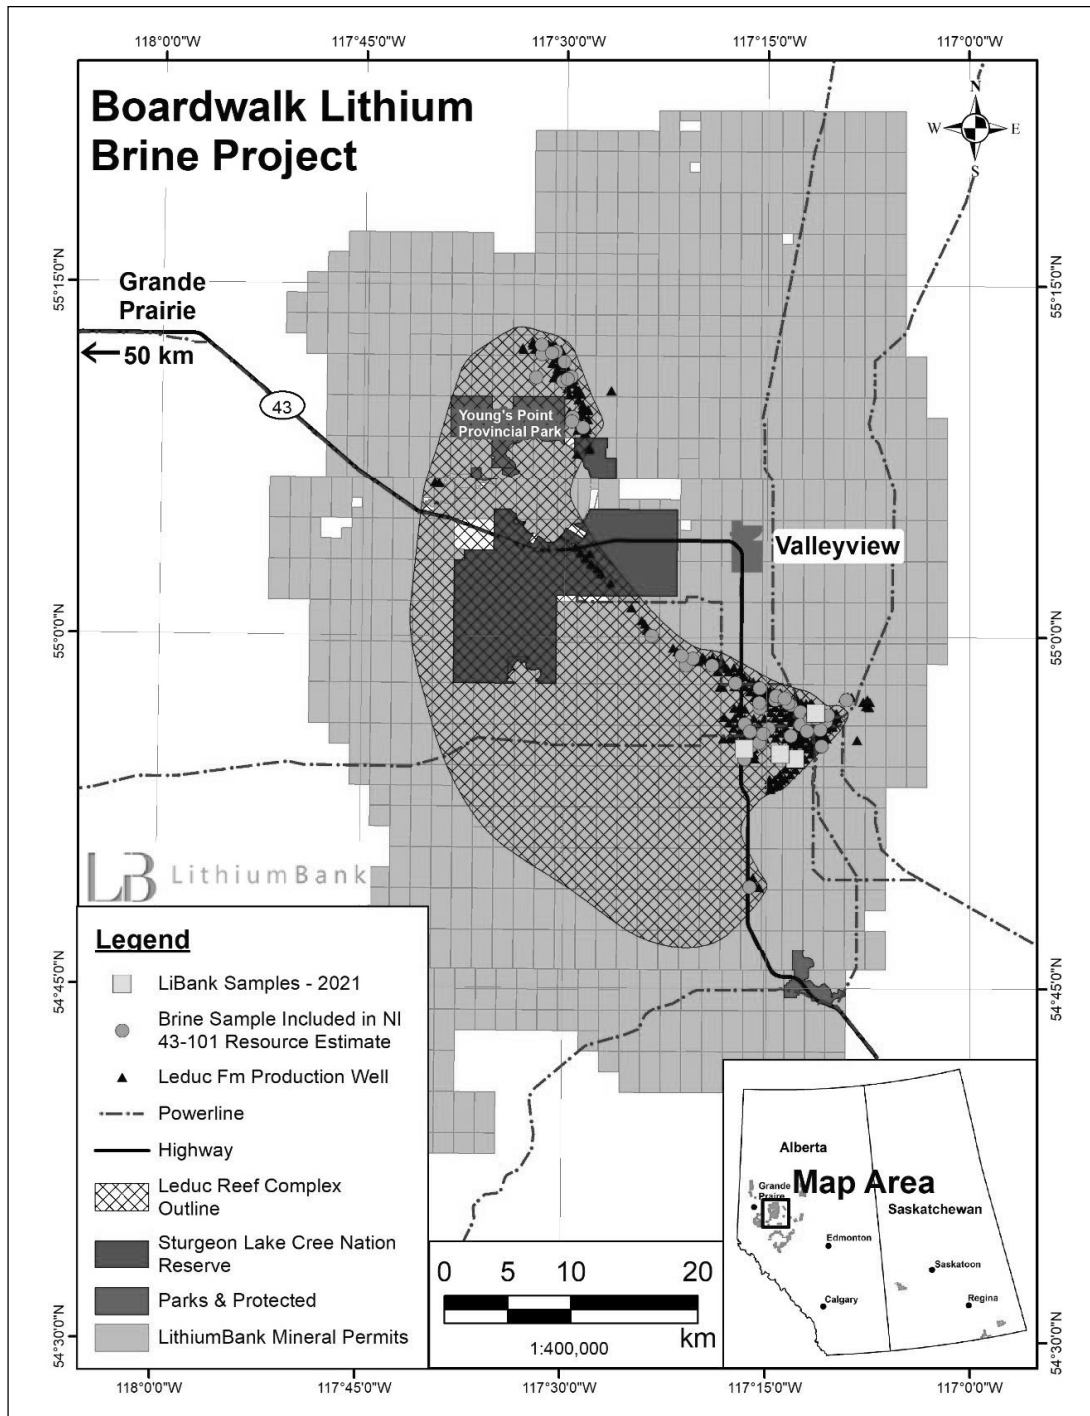 118°0'0"W
117°45'0"W
117°30'0"W
117°15'0"W
117°0'0"W
Boardwalk Lithium
Brine Project
N
W
E
S
55°15'0"N
55°15'0"N
Grande
Prairie
50 km
43
Young's Point
Provincial Park
Valleyview
55°0'0"N
55°0'0"N
LB LithiumBank
54°45'0"N
54°45'0"N
Legend
LiBank Samples - 2021
Brine Sample Included in NI
43-101 Resource Estimate
Leduc Fm Production Well
Powerline
Highway
Leduc Reef Complex
Outline
Sturgeon Lake Cree Nation
Reserve
Parks & Protected
LithiumBank Mineral Permits
0 5 10 20
km
1:400,000
Alberta
Map Area
Grande
Praire
Saskatchewan
Edmonton
Saskatoon
Calgary
Regina
54°30'0"N
54°30'0"N
118°0'0"W
117°45'0"W
117°30'0"W
117°15'0"W
117°0'0"W